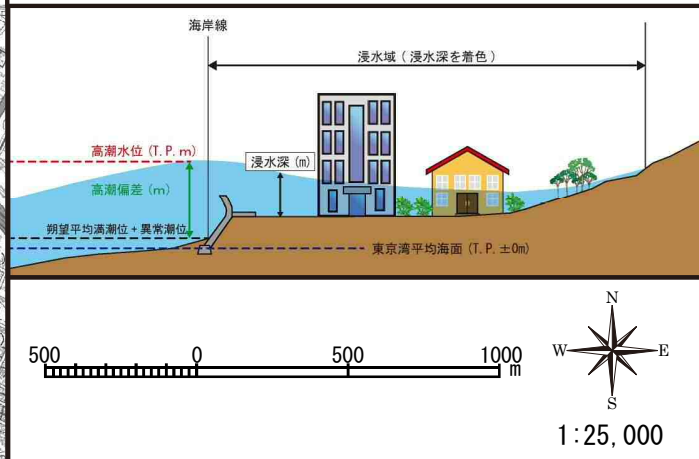 海岸線
浸水域（浸水深を着色）
高潮水位 (T.P. m)
浸水深 (m)
高潮偏差 (m)
朔望平均満潮位 + 異常潮位
東京湾平均海面 (T.P. ±0m)
500 0 500 1000
m
N
W E
S
1:25,000